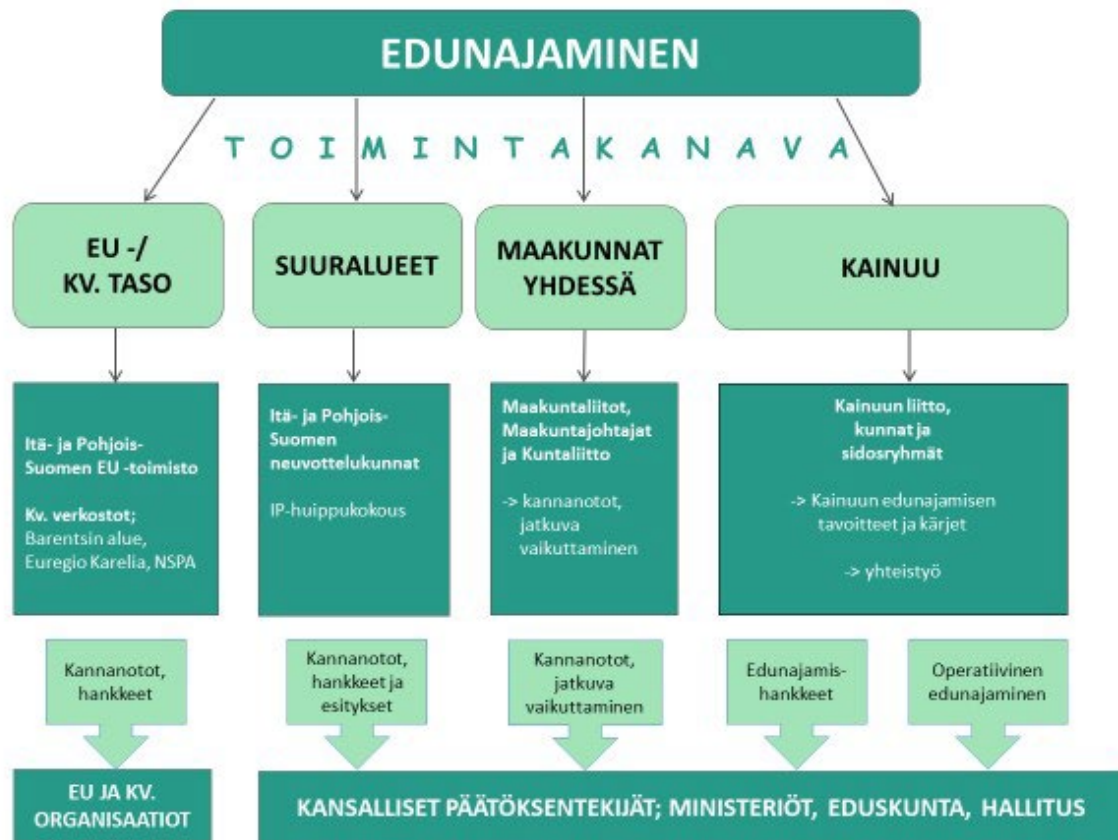 EDUNAJAMINEN
TOIMINTAKANAVA
EU -/
KV. TASO
SUURALUEET
MAAKUNNAT
YHDESSÄ
KAINUU
Itä- ja Pohjois-
Suomen EU -toimisto
Kv. verkostot;
Barentsin alue,
Euregio Karelia, NSPA
Itä- ja Pohjois-
Suomen
neuvottelukunnat
IP-huippukokous
Maakuntaliitot,
Maakuntajohtajat
ja Kuntaliitto
-> kannanotot,
jatkuva
vaikuttaminen
Kainuun liitto,
kunnat ja
sidosryhmät
-> Kainuun edunajamisen
tavoitteet ja kärjet
-> yhteistyö
Kannanotot,
hankkeet
Kannanotot,
hankkeet ja
esitykset
Kannanotot,
jatkuva
vaikuttaminen
Edunajamis-
hankkeet
Operatiivinen
edunajaminen
EU JA KV.
ORGANISAATIOT
KANSALLISET PÄÄTÖKSENTEKIJÄT; MINISTERIÖT, EDUSKUNTA, HALLITUS